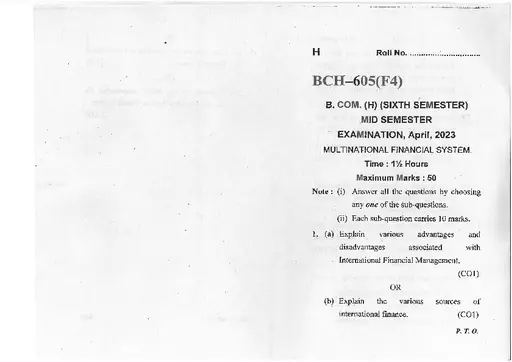 H Roll No. ..............................
BCH–605(F4)
B. COM. (H) (SIXTH SEMESTER)
MID SEMESTER
EXAMINATION, April, 2023
MULTINATIONAL FINANCIAL SYSTEM.
Time : 1½ Hours
Maximum Marks : 50
Note : (i) Answer all the questions by choosing
any one of the sub-questions.
(ii) Each sub-question carries 10 marks.
1. (a) Explain various advantages and
disadvantages associated with
International Financial Management.
(CO1)
OR
(b) Explain the various sources of
international finance. (CO1)
P. T. O.